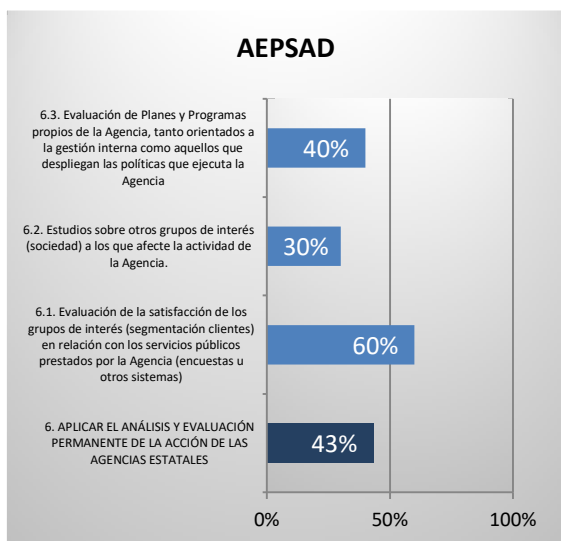 AEPSAD
6.3. Evaluación de Planes y Programas
propios de la Agencia, tanto orientados a
la gestión interna como aquellos que
despliegan las políticas que ejecuta la
Agencia
40%
6.2. Estudios sobre otros grupos de interés
(sociedad) a los que afecte la actividad de
la Agencia.
30%
6.1. Evaluación de la satisfacción de los
grupos de interés (segmentación clientes)
en relación con los servicios públicos
prestados por la Agencia (encuestas u
otros sistemas)
60%
6. APLICAR EL ANÁLISIS Y EVALUACIÓN
PERMANENTE DE LA ACCIÓN DE LAS
AGENCIAS ESTATALES
43%
0% 50% 100%